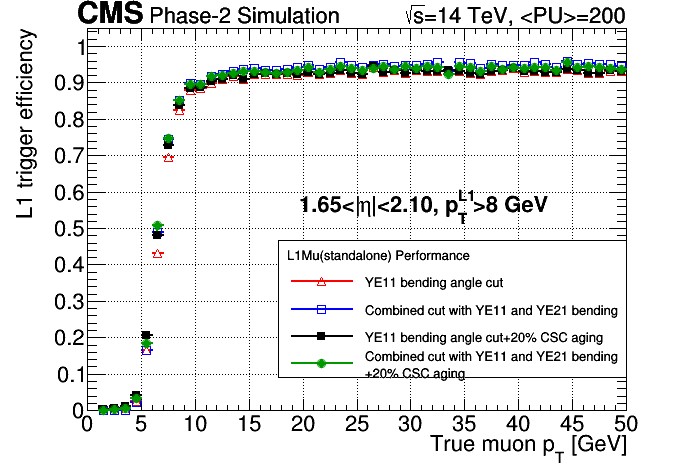 CMS Phase-2 Simulation √s=14 TeV, <PU>=200
L1 trigger efficiency
1
0.9
0.8
0.7
0.6
0.5
0.4
0.3
0.2
0.1
0
1.65<|η|<2.10, p_T^L1>8 GeV
L1Mu(standalone) Performance
YE11 bending angle cut
Combined cut with YE11 and YE21 bending
YE11 bending angle cut+20% CSC aging
Combined cut with YE11 and YE21 bending
+20% CSC aging
0 5 10 15 20 25 30 35 40 45 50
True muon p_T [GeV]